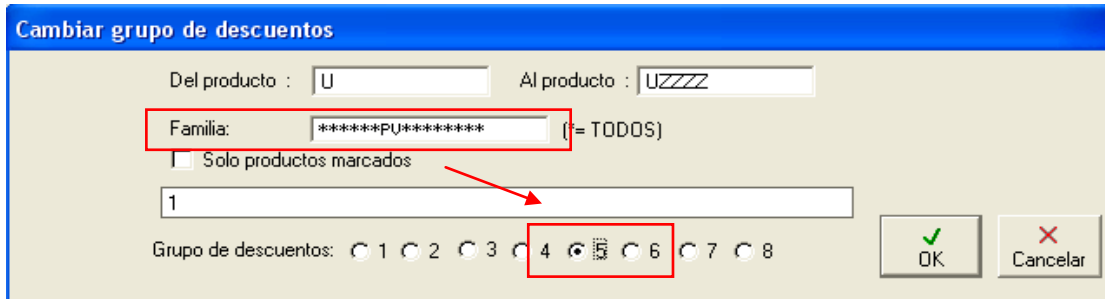 Cambiar grupo de descuentos
Del producto : U Al producto : UZZZZ
Familia: ******PU******** (*= TODOS)
Solo productos marcados
1
Grupo de descuentos: 1 2 3 4 5 6 7 8
OK Cancelar